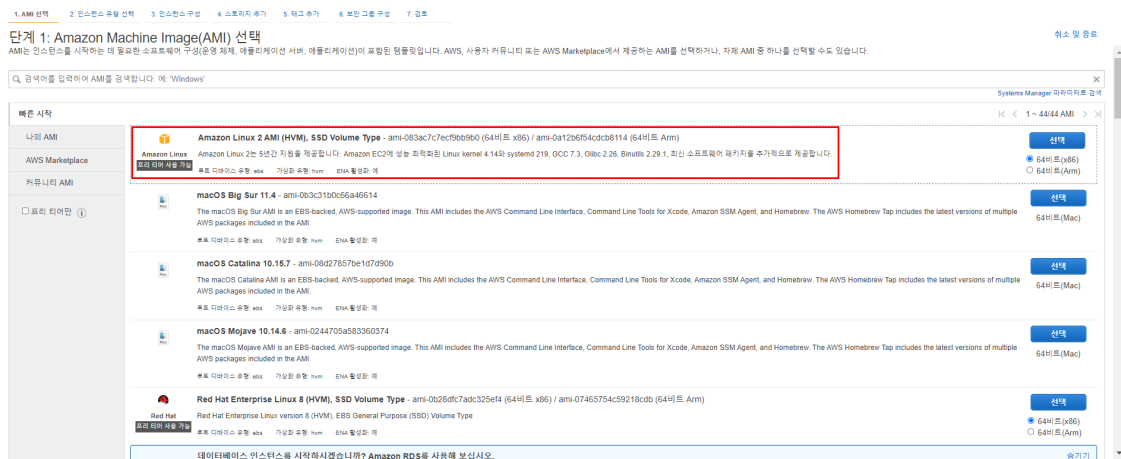 1. AMI 선택 2. 인스턴스 유형 선택 3. 인스턴스 구성 4. 스토리지 추가 5. 태그 추가 6. 보안 그룹 구성 7. 검토
단계 1: Amazon Machine Image(AMI) 선택
취소 및 종료
AMI는 인스턴스를 시작하는 데 필요한 소프트웨어 구성(운영 체제, 애플리케이션 서버, 애플리케이션)이 포함된 템플릿입니다. AWS, 사용자 커뮤니티 또는 AWS Marketplace에서 제공하는 AMI를 선택하거나, 자체 AMI 중 하나를 선택할 수도 있습니다.
검색어를 입력하여 AMI를 검색합니다. 예: 'Windows'
Systems Manager 파라미터로 검색
빠른 시작
1 ~ 44/44 AMI
나의 AMI
AWS Marketplace
커뮤니티 AMI
프리 티어만
Amazon Linux
프리 티어 사용 가능
Amazon Linux 2 AMI (HVM), SSD Volume Type - ami-083ac7c7ecf9bb9b0 (64비트 x86) / ami-0a12b6f54cdcb8114 (64비트 Arm)
Amazon Linux 2는 5년간 지원을 제공합니다. Amazon EC2에 성능 최적화된 Linux kernel 4.14와 systemd 219, GCC 7.3, Glibc 2.26, Binutils 2.29.1, 최신 소프트웨어 패키지를 추가적으로 제공합니다.
루트 디바이스 유형: ebs 가상화 유형: hvm ENA 활성화: 예
선택
64비트(x86)
64비트(Arm)
Mac
macOS Big Sur 11.4 - ami-0b3c31b0c66a46614
The macOS Big Sur AMI is an EBS-backed, AWS-supported image. This AMI includes the AWS Command Line Interface, Command Line Tools for Xcode, Amazon SSM Agent, and Homebrew. The AWS Homebrew Tap includes the latest versions of multiple
AWS packages included in the AMI.
루트 디바이스 유형: ebs 가상화 유형: hvm ENA 활성화: 예
선택
64비트(Mac)
Mac
macOS Catalina 10.15.7 - ami-08d27857be1d7d90b
The macOS Catalina AMI is an EBS-backed, AWS-supported image. This AMI includes the AWS Command Line Interface, Command Line Tools for Xcode, Amazon SSM Agent, and Homebrew. The AWS Homebrew Tap includes the latest versions of multiple
AWS packages included in the AMI.
루트 디바이스 유형: ebs 가상화 유형: hvm ENA 활성화: 예
선택
64비트(Mac)
Mac
macOS Mojave 10.14.6 - ami-0244705a583360374
The macOS Mojave AMI is an EBS-backed, AWS-supported image. This AMI includes the AWS Command Line Interface, Command Line Tools for Xcode, Amazon SSM Agent, and Homebrew. The AWS Homebrew Tap includes the latest versions of multiple
AWS packages included in the AMI.
루트 디바이스 유형: ebs 가상화 유형: hvm ENA 활성화: 예
선택
64비트(Mac)
Red Hat
프리 티어 사용 가능
Red Hat Enterprise Linux 8 (HVM), SSD Volume Type - ami-0b28dfc7adc325ef4 (64비트 x86) / ami-07465754c59218cdb (64비트 Arm)
Red Hat Enterprise Linux version 8 (HVM), EBS General Purpose (SSD) Volume Type
루트 디바이스 유형: ebs 가상화 유형: hvm ENA 활성화: 예
선택
64비트(x86)
64비트(Arm)
데이터베이스 인스턴스를 시작하시겠습니까? Amazon RDS를 사용해 보십시오.
숨기기